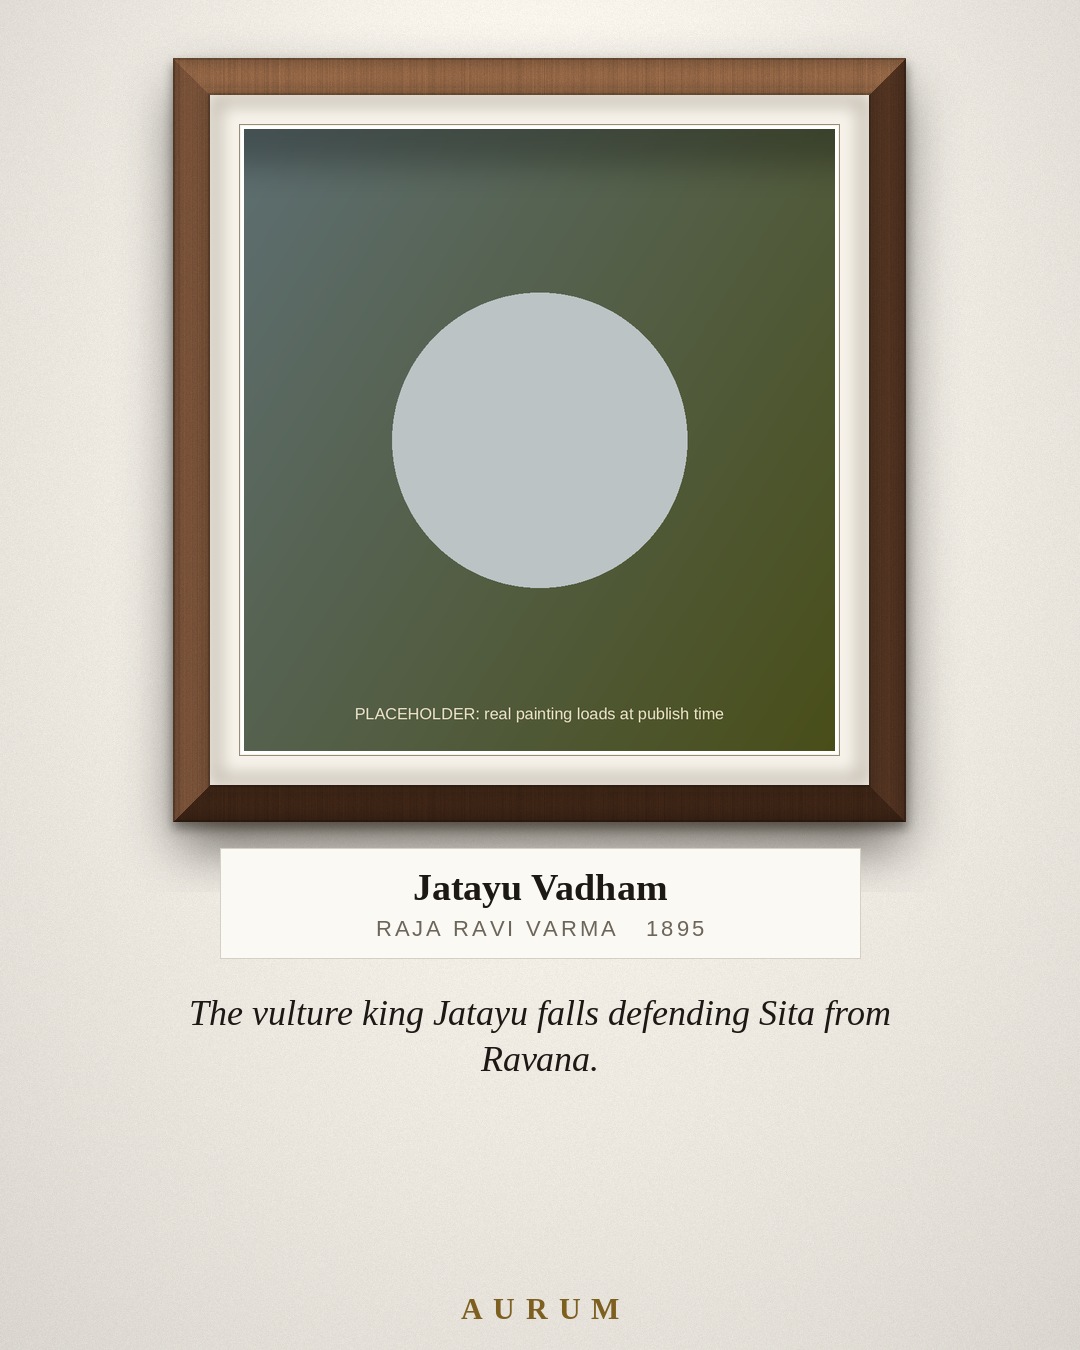 PLACEHOLDER: real painting loads at publish time
Jatayu Vadham
RAJA RAVI VARMA 1895
The vulture king Jatayu falls defending Sita from
Ravana.
AURUM